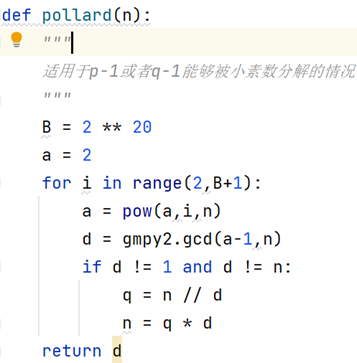 def pollard(n):
    """
    适用于p-1或者q-1能够被小素数分解的情况
    """
    B = 2 ** 20
    a = 2
    for i in range(2,B+1):
        a = pow(a,i,n)
        d = gmpy2.gcd(a-1,n)
        if d != 1 and d != n:
            q = n // d
            n = q * d
    return d